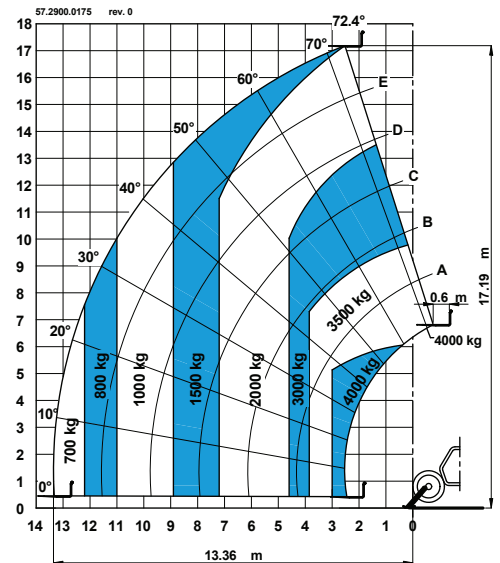 57.2900.0175 rev. 0
72.4°
18
17
16
15
14
13
12
11
10
9
8
7
6
5
4
3
2
1
0
70°
60°
50°
40°
30°
20°
10°
0°
E
D
C
B
A
0.6 m
17.19 m
4000 kg
3500 kg
700 kg
800 kg
1000 kg
1500 kg
2000 kg
3000 kg
4000 kg
14 13 12 11 10 9 8 7 6 5 4 3 2 1 0
13.36 m